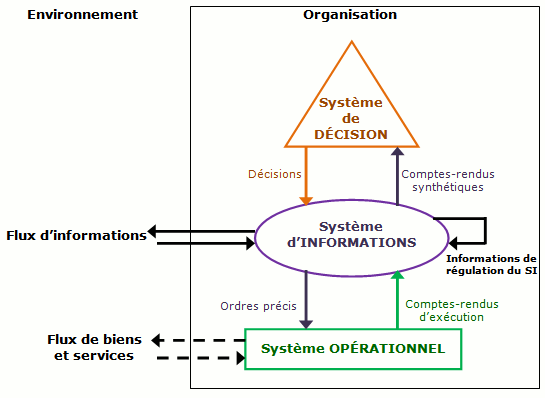 Environnement
Organisation
Système
de
DÉCISION
Décisions
Comptes-rendus
synthétiques
Flux d'informations
Système
d'INFORMATIONS
Informations de
régulation du SI
Ordres précis
Comptes-rendus
d'exécution
Flux de biens
et services
Système OPÉRATIONNEL